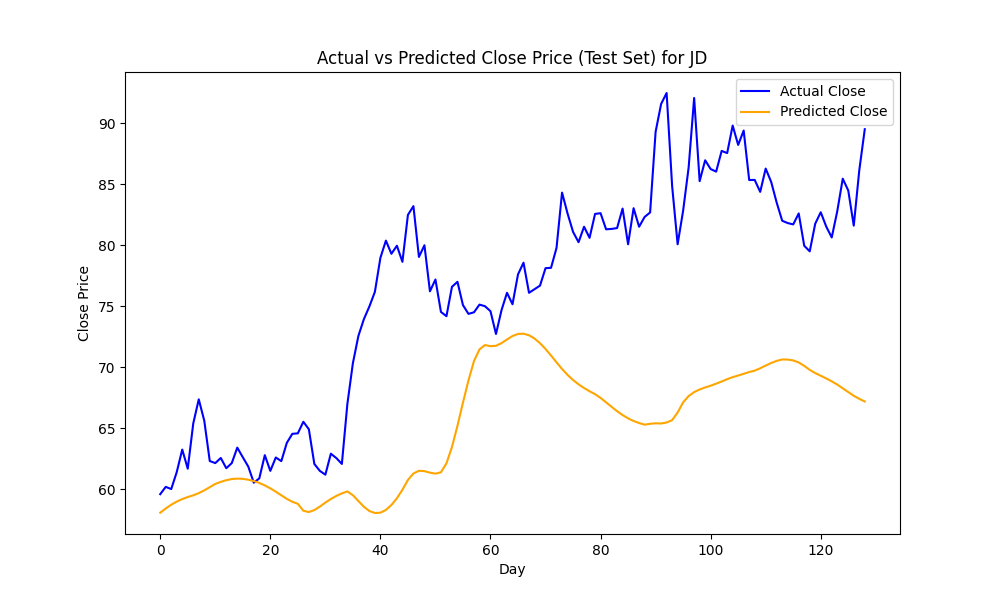 Actual vs Predicted Close Price (Test Set) for JD
Actual Close
Predicted Close
Close Price
90
85
80
75
70
65
60
0 20 40 60 80 100 120
Day